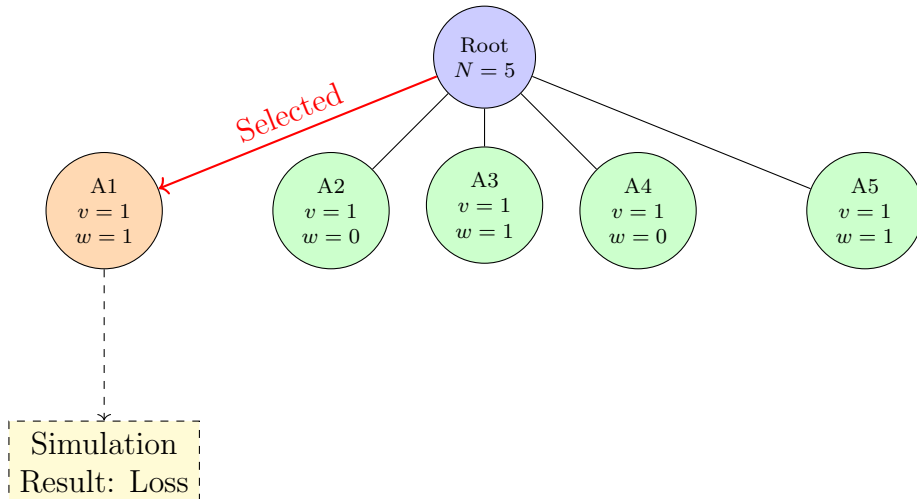 Root
N = 5
Selected
A1
v = 1
w = 1
A2
v = 1
w = 0
A3
v = 1
w = 1
A4
v = 1
w = 0
A5
v = 1
w = 1
Simulation
Result: Loss